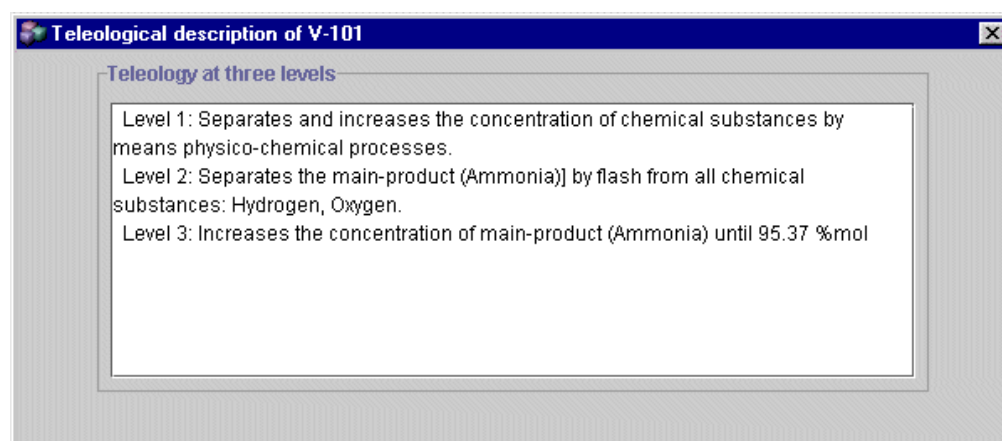 Teleological description of V-101
Teleology at three levels
Level 1: Separates and increases the concentration of chemical substances by
means physico-chemical processes.
Level 2: Separates the main-product (Ammonia)] by flash from all chemical
substances: Hydrogen, Oxygen.
Level 3: Increases the concentration of main-product (Ammonia) until 95.37 %mol